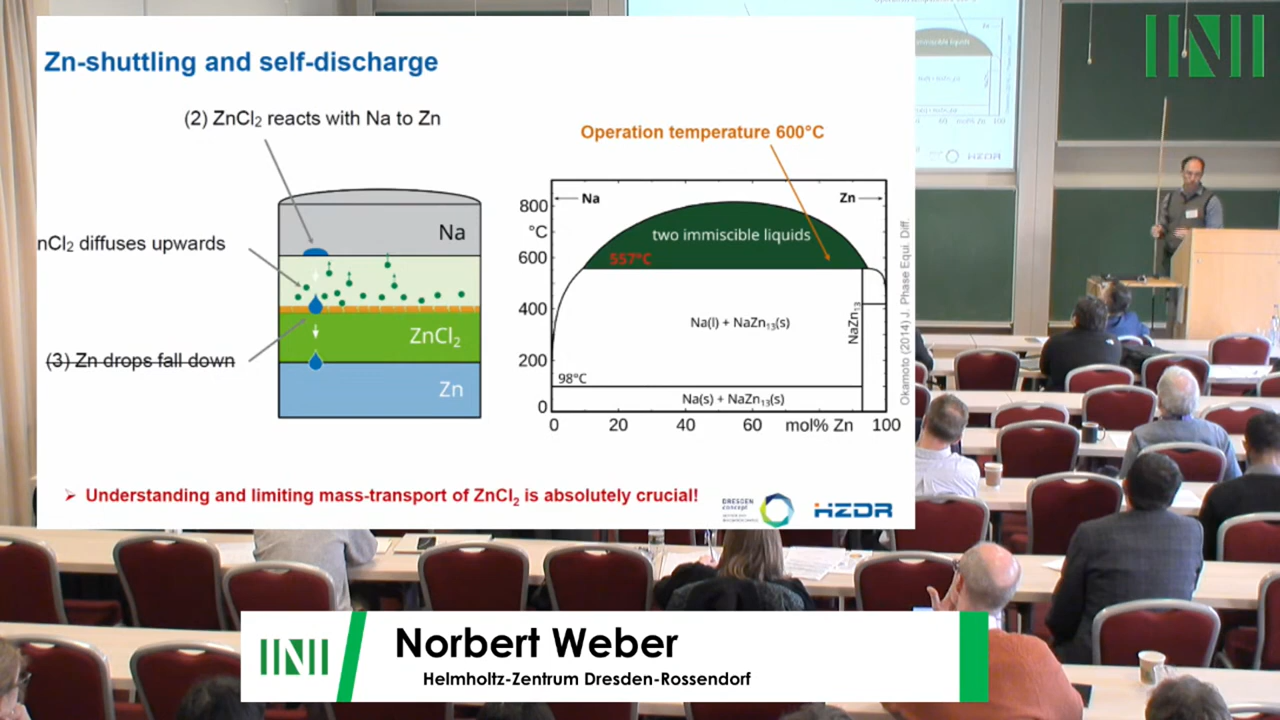 Zn-shuttling and self-discharge
(2) ZnCl₂ reacts with Na to Zn
nCl₂ diffuses upwards
(3) Zn drops fall down
Na
ZnCl₂
Zn
Operation temperature 600°C
Na
Zn
800
°C
600
400
200
0
two immiscible liquids
557°C
Na(l) + NaZn₁₃(s)
NaZn₁₃
98°C
Na(s) + NaZn₁₃(s)
0 20 40 60 mol% Zn 100
Okamoto (2014) J. Phase Equi. Diff.
➢ Understanding and limiting mass-transport of ZnCl₂ is absolutely crucial!
DRESDEN
concept
HZDR
HZDR
Norbert Weber
Helmholtz-Zentrum Dresden-Rossendorf